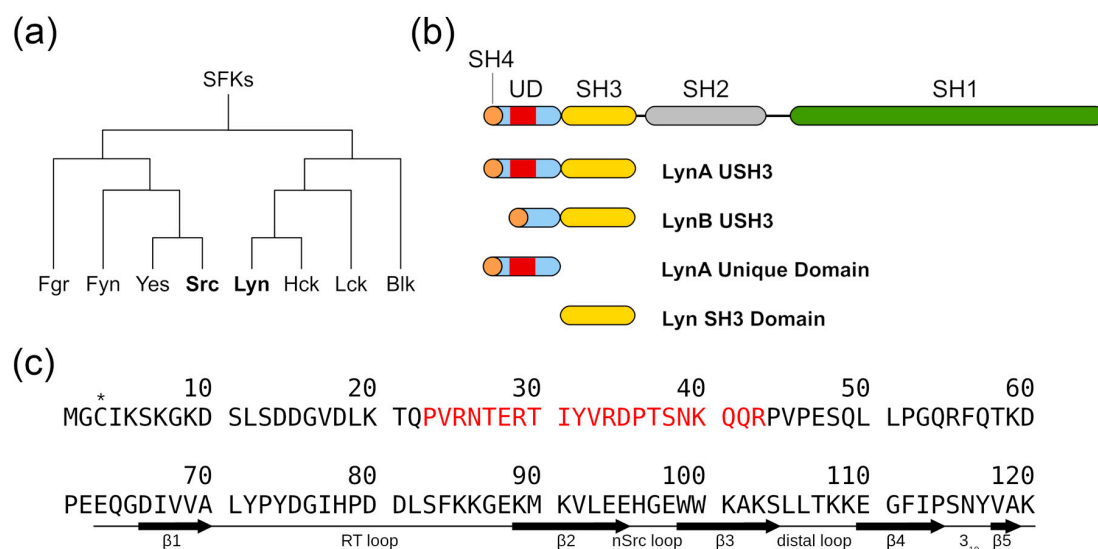 (a)
SFKs
Fgr Fyn Yes Src Lyn Hck Lck Blk
(b)
SH4
UD SH3 SH2 SH1
LynA USH3
LynB USH3
LynA Unique Domain
Lyn SH3 Domain
(c)
10 20 30 40 50 60
*
MGCIKSKGKD SLSDDGVDLK TQPVRNTERT IYVRDPTSNK QQRPVPESQL LPGQRFQTKD
70 80 90 100 110 120
PEEQGDIVVA LYPYDGIHPD DLSFKKGEKM KVLEEHGEWW KAKSLLTKKE GFIPSNYVAK
β1 RT loop β2 nSrc loop β3 distal loop β4 3₁₀ β5